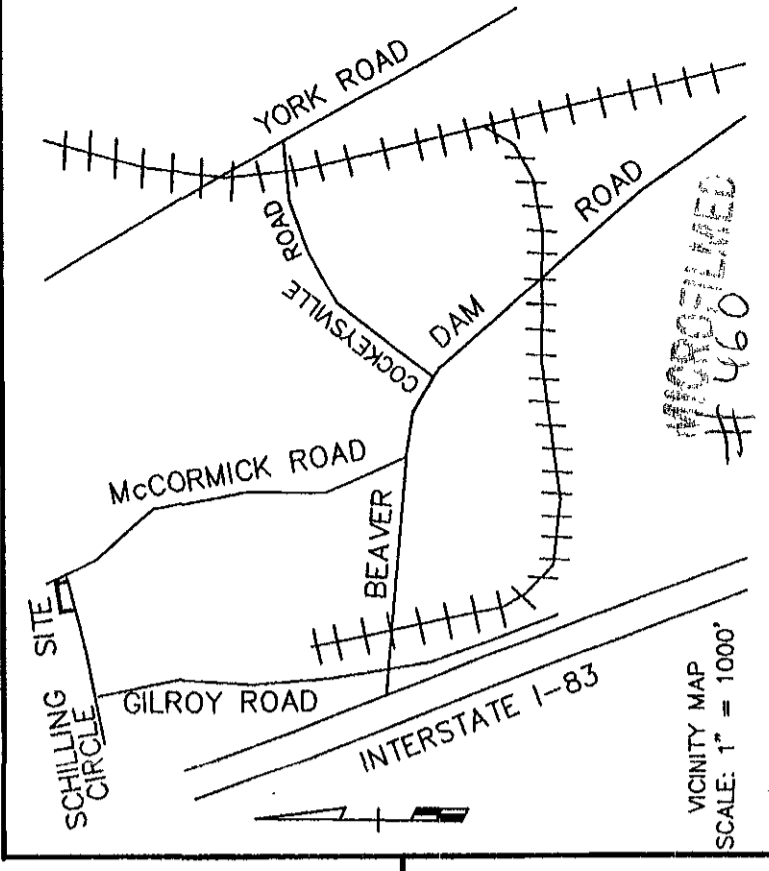 YORK ROAD
COCKEYSVILLE ROAD
BEAVER DAM ROAD
McCORMICK ROAD
SITE
SCHILLING
CIRCLE
GILROY ROAD
INTERSTATE I-83
MICROFILMED
# 460
VICINITY MAP
SCALE: 1" = 1000'